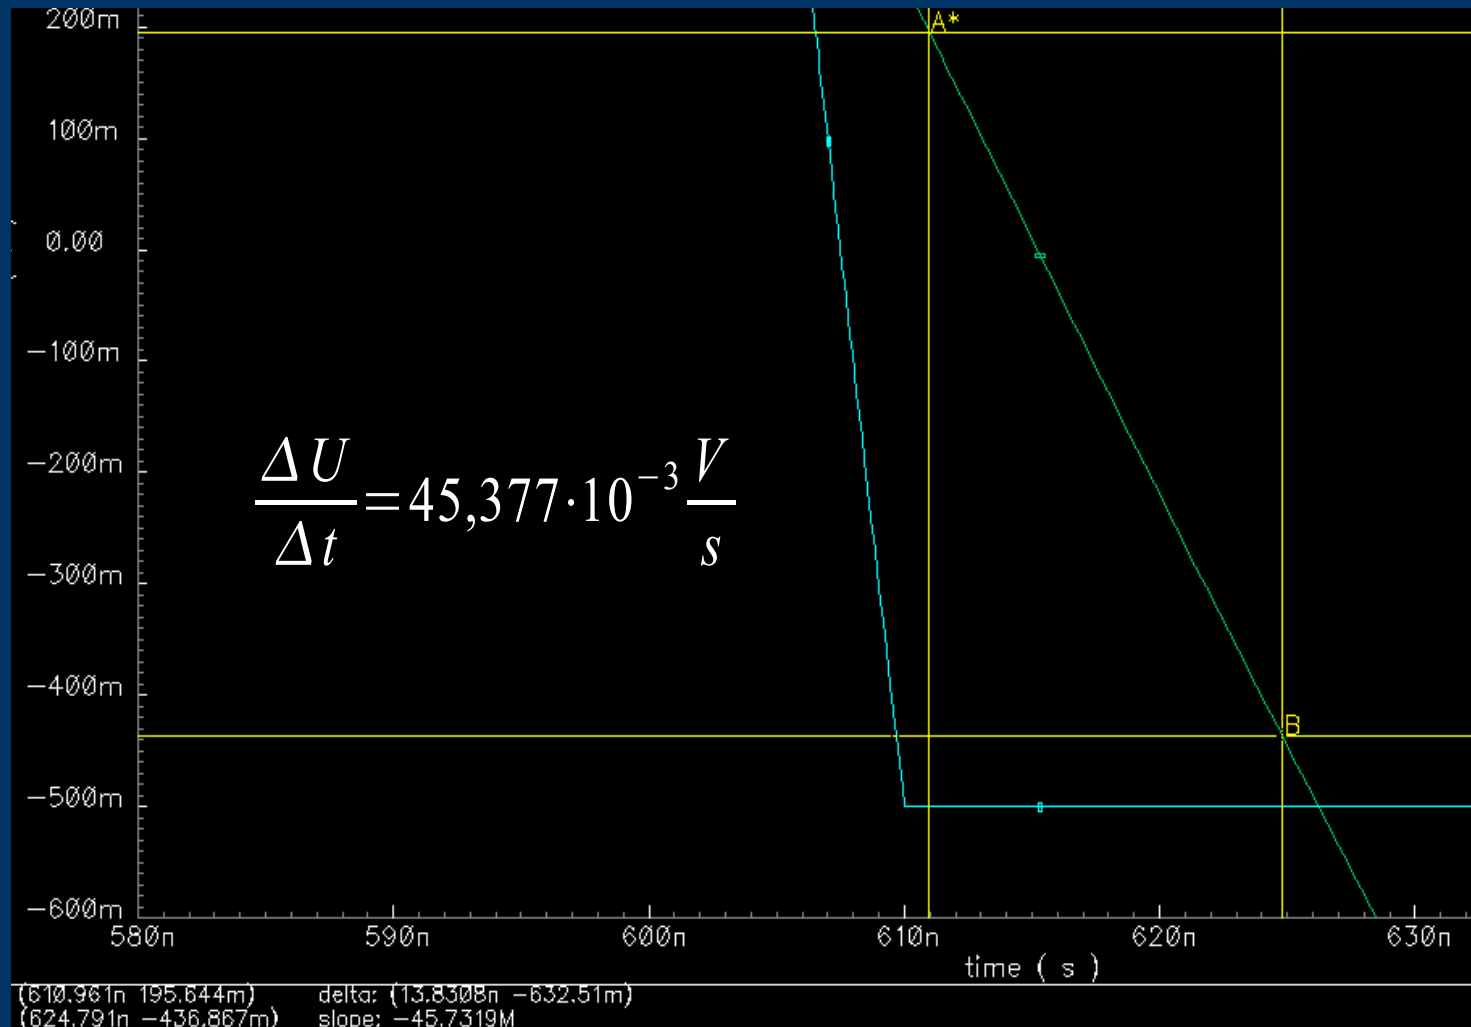 200m
A*
100m
0.00
−100m
−200m
−300m
−400m
−500m
−600m
ΔU/Δt=45,377·10⁻³ V/s
B
580n 590n 600n 610n 620n 630n
time ( s )
(610.961n 195.644m) delta: (13.8308n −632.51m)
(624.791n −436.867m) slope: −45.7319M